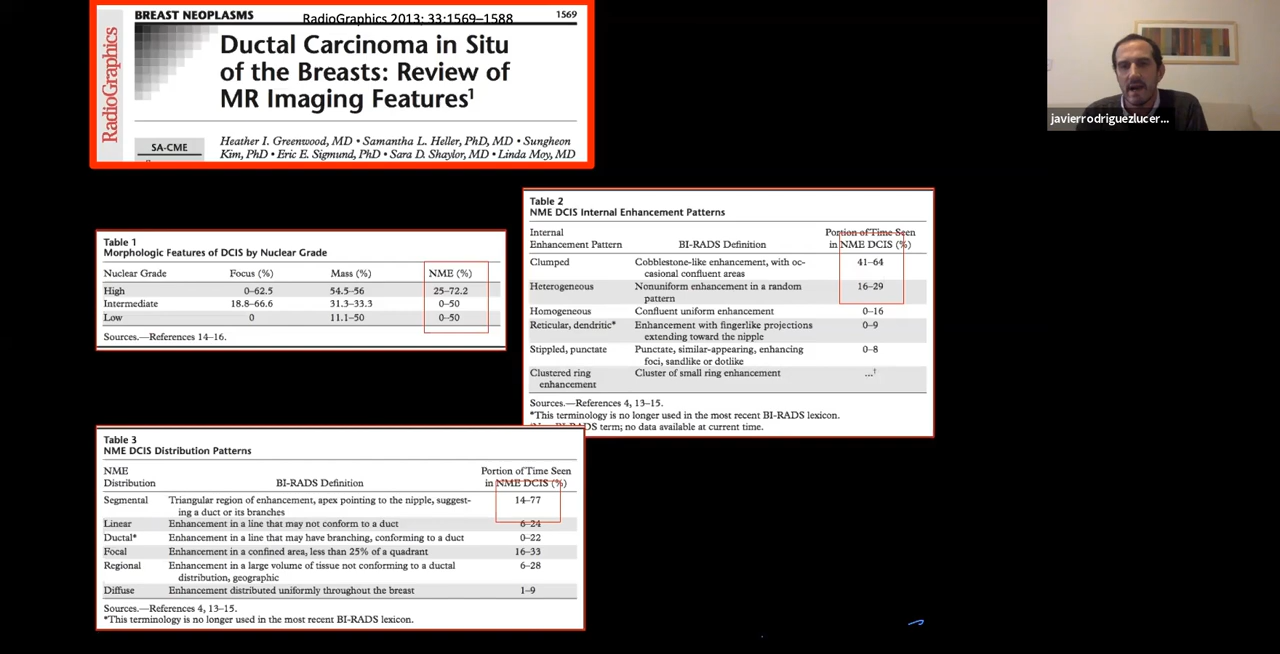 BREAST NEOPLASMS
RadioGraphics 2013; 33:1569–1588
1569
RadioGraphics
Ductal Carcinoma in Situ
of the Breasts: Review of
MR Imaging Features¹
SA-CME
Heather I. Greenwood, MD • Samantha L. Heller, PhD, MD • Sungheon
Kim, PhD • Eric E. Sigmund, PhD • Sara D. Shaylor, MD • Linda Moy, MD
javierrodriguezlucer...
Table 1
Morphologic Features of DCIS by Nuclear Grade
Nuclear Grade Focus (%) Mass (%) NME (%)
High 0–62.5 54.5–56 25–72.2
Intermediate 18.8–66.6 31.3–33.3 0–50
Low 0 11.1–50 0–50
Sources.—References 14–16.
Table 2
NME DCIS Internal Enhancement Patterns
Internal
Enhancement Pattern BI-RADS Definition Portion of Time Seen
in NME DCIS (%)
Clumped Cobblestone-like enhancement, with oc-
casional confluent areas 41–64
Heterogeneous Nonuniform enhancement in a random
pattern 16–29
Homogeneous Confluent uniform enhancement 0–16
Reticular, dendritic* Enhancement with fingerlike projections
extending toward the nipple 0–9
Stippled, punctate Punctate, similar-appearing, enhancing
foci, sandlike or dotlike 0–8
Clustered ring
enhancement Cluster of small ring enhancement ...†
Sources.—References 4, 13–15.
*This terminology is no longer used in the most recent BI-RADS lexicon.
term; no data available at current time.
Table 3
NME DCIS Distribution Patterns
NME
Distribution BI-RADS Definition Portion of Time Seen
in NME DCIS (%)
Segmental Triangular region of enhancement, apex pointing to the nipple, suggest-
ing a duct or its branches 14–77
Linear Enhancement in a line that may not conform to a duct 6–24
Ductal* Enhancement in a line that may have branching, conforming to a duct 0–22
Focal Enhancement in a confined area, less than 25% of a quadrant 16–33
Regional Enhancement in a large volume of tissue not conforming to a ductal
distribution, geographic 6–28
Diffuse Enhancement distributed uniformly throughout the breast 1–9
Sources.—References 4, 13–15.
*This terminology is no longer used in the most recent BI-RADS lexicon.